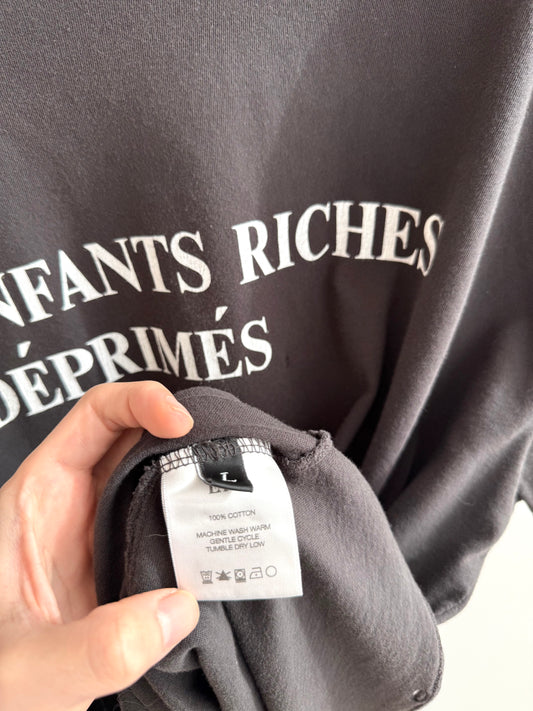 NFANTS RICHES
DÉPRIMÉS
L
100% COTTON
MACHINE WASH WARM
GENTLE CYCLE
TUMBLE DRY LOW